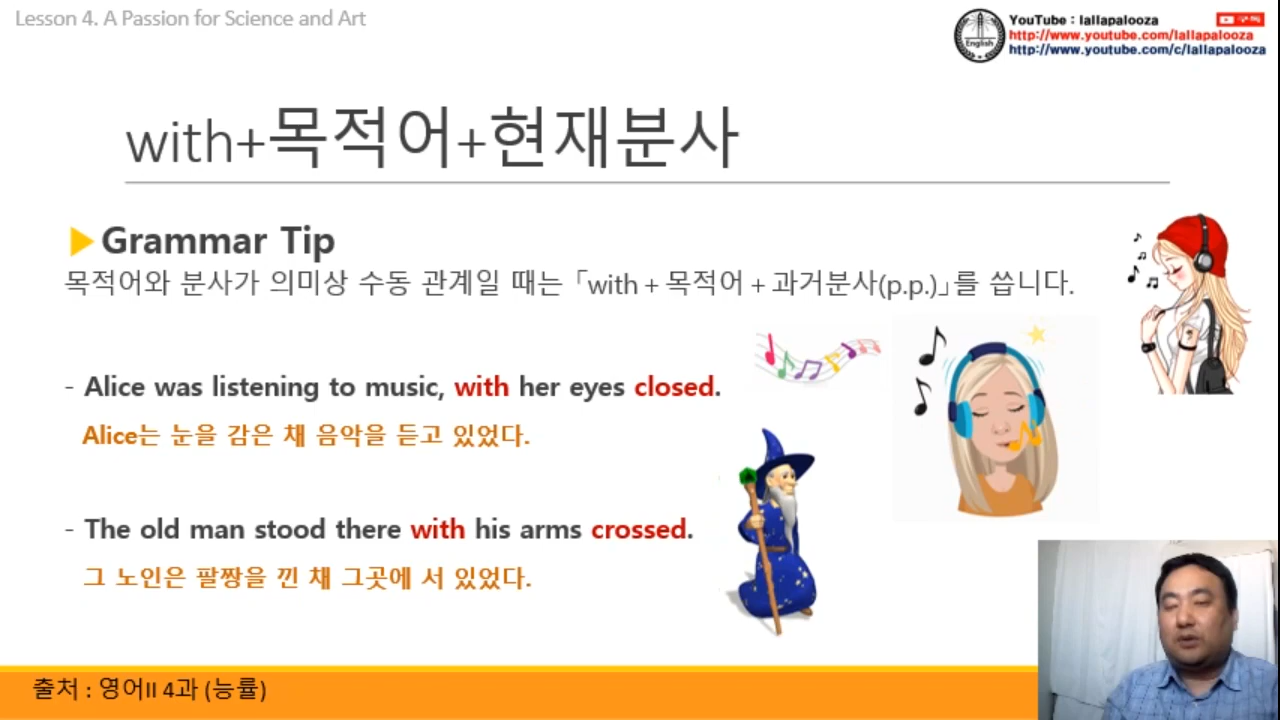 Lesson 4. A Passion for Science and Art
YouTube : lallapalooza
구독
http://www.youtube.com/lallapalooza
http://www.youtube.com/c/lallapalooza
English
with+목적어+현재분사
Grammar Tip
목적어와 분사가 의미상 수동 관계일 때는 「with + 목적어 + 과거분사(p.p.)」를 씁니다.
- Alice was listening to music, with her eyes closed.
Alice는 눈을 감은 채 음악을 듣고 있었다.
- The old man stood there with his arms crossed.
그 노인은 팔짱을 낀 채 그곳에 서 있었다.
출처 : 영어II 4과 (능률)